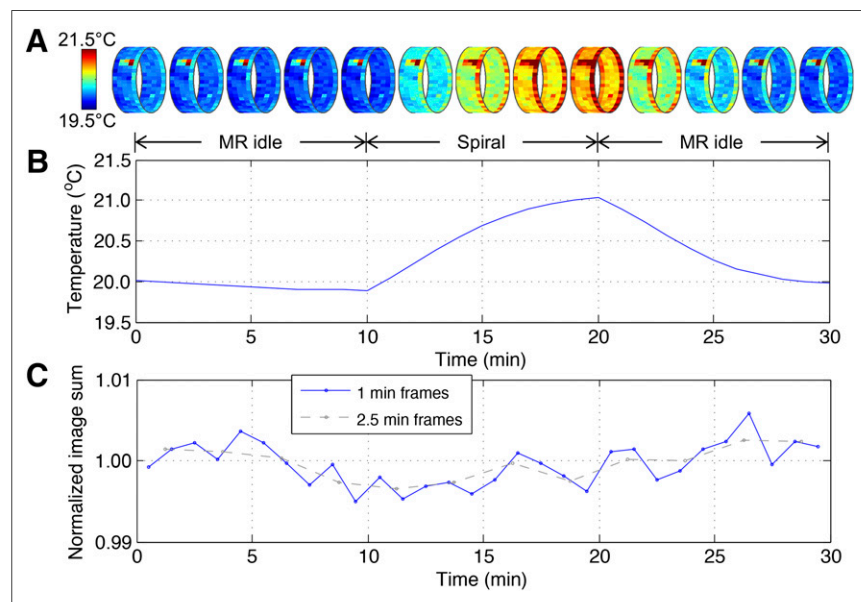 A
21.5°C
19.5°C
MR idle
Spiral
MR idle
B
Temperature (°C)
21.5
21.0
20.5
20.0
19.5
0 5 10 15 20 25 30
Time (min)
C
Normalized image sum
1.01
1.00
0.99
1 min frames
2.5 min frames
0 5 10 15 20 25 30
Time (min)